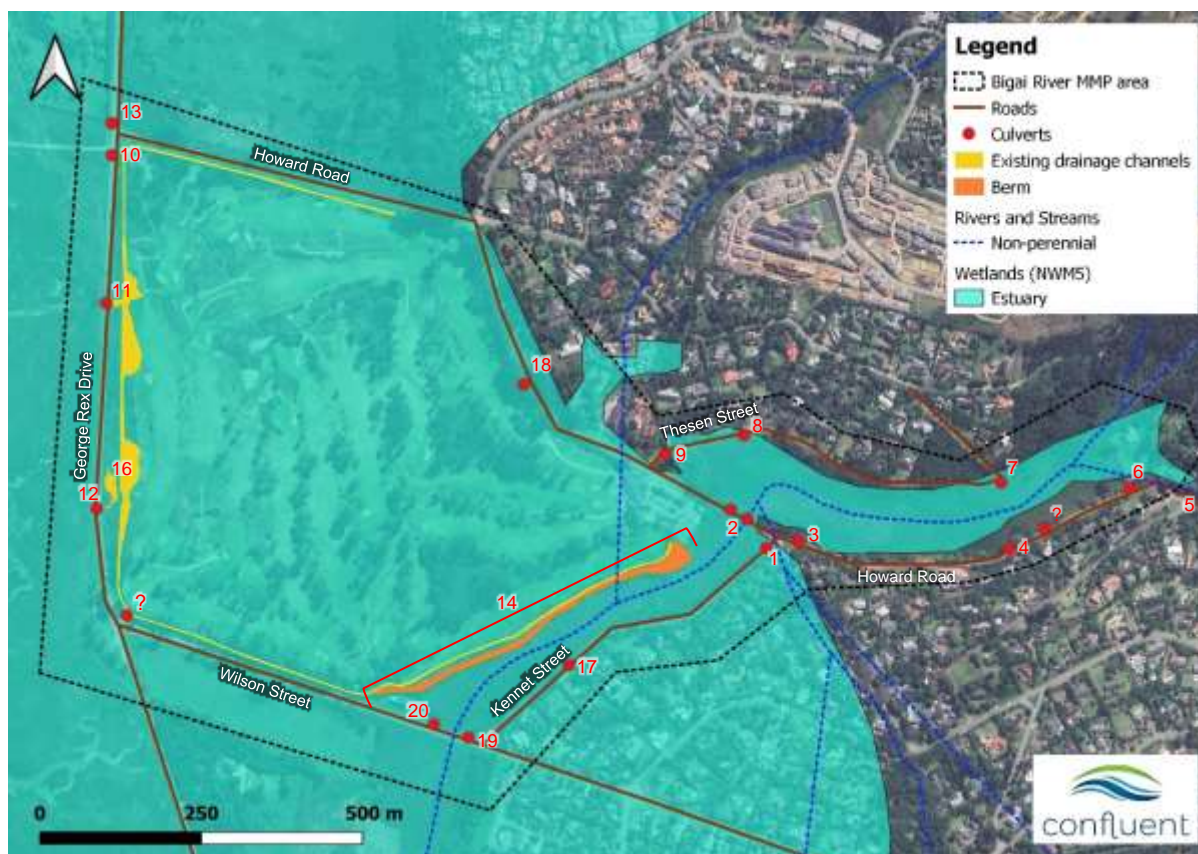 Legend
Bigai River MMP area
Roads
Culverts
Existing drainage channels
Berm
Rivers and Streams
Non-perennial
Wetlands (NWM5)
Estuary
13
10
Howard Road
11
George Rex Drive
18
Thesen Street
8
9
7
6
5
16
12
2
3
?
1
4
Howard Road
14
?
17
Kennet Street
Wilson Street
20
19
0 250 500 m
confluent